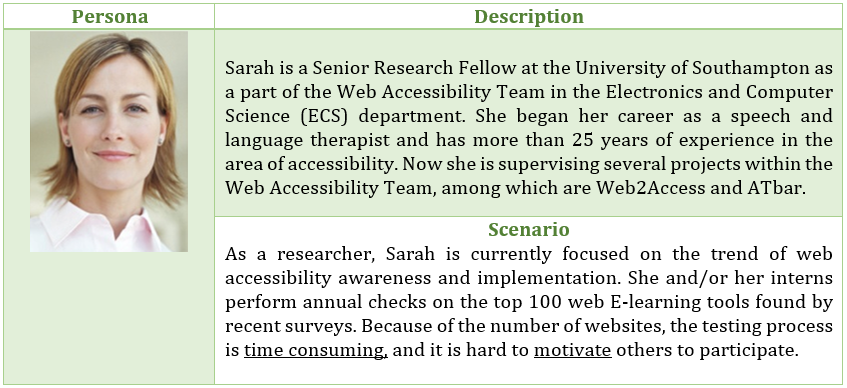 Persona
Description
Sarah is a Senior Research Fellow at the University of Southampton as
a part of the Web Accessibility Team in the Electronics and Computer
Science (ECS) department. She began her career as a speech and
language therapist and has more than 25 years of experience in the
area of accessibility. Now she is supervising several projects within the
Web Accessibility Team, among which are Web2Access and ATbar.
Scenario
As a researcher, Sarah is currently focused on the trend of web
accessibility awareness and implementation. She and/or her interns
perform annual checks on the top 100 web E-learning tools found by
recent surveys. Because of the number of websites, the testing process
is time consuming, and it is hard to motivate others to participate.